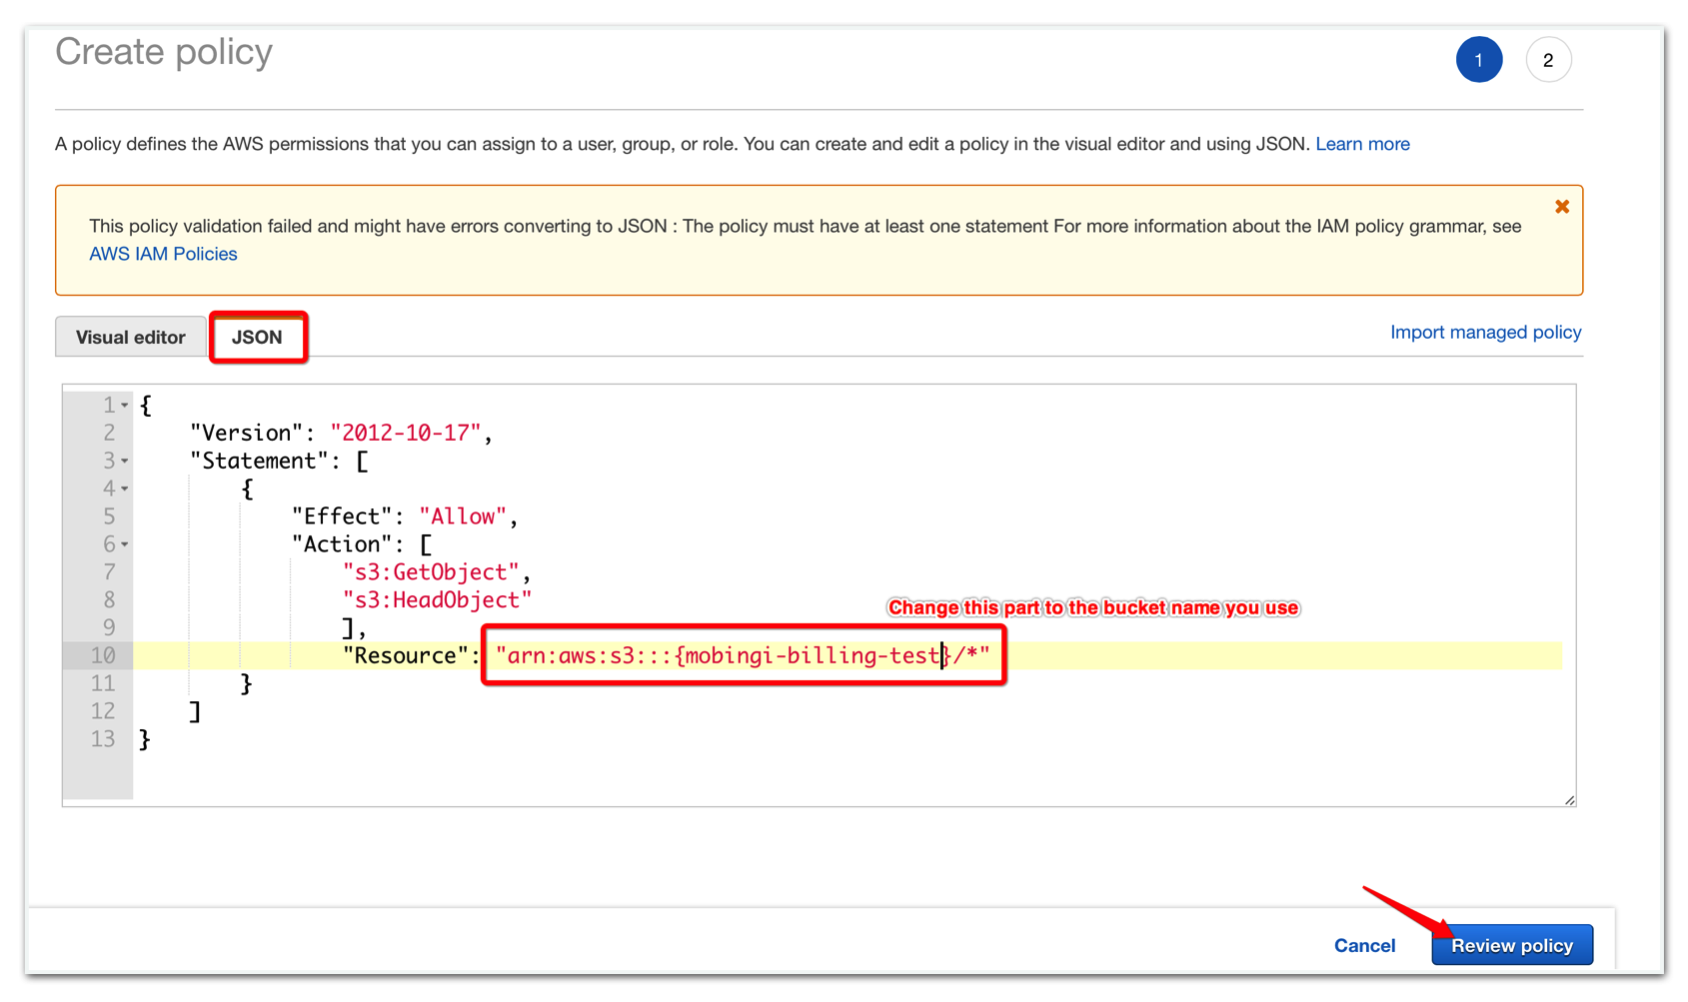 Create policy
1 2
A policy defines the AWS permissions that you can assign to a user, group, or role. You can create and edit a policy in the visual editor and using JSON. Learn more
This policy validation failed and might have errors converting to JSON : The policy must have at least one statement For more information about the IAM policy grammar, see
AWS IAM Policies
Visual editor JSON Import managed policy
1 {
2 "Version": "2012-10-17",
3 "Statement": [
4 {
5 "Effect": "Allow",
6 "Action": [
7 "s3:GetObject",
8 "s3:HeadObject"
Change this part to the bucket name you use
9 ],
10 "Resource": "arn:aws:s3:::{mobingi-billing-test}/*"
11 }
12 ]
13 }
Cancel Review policy